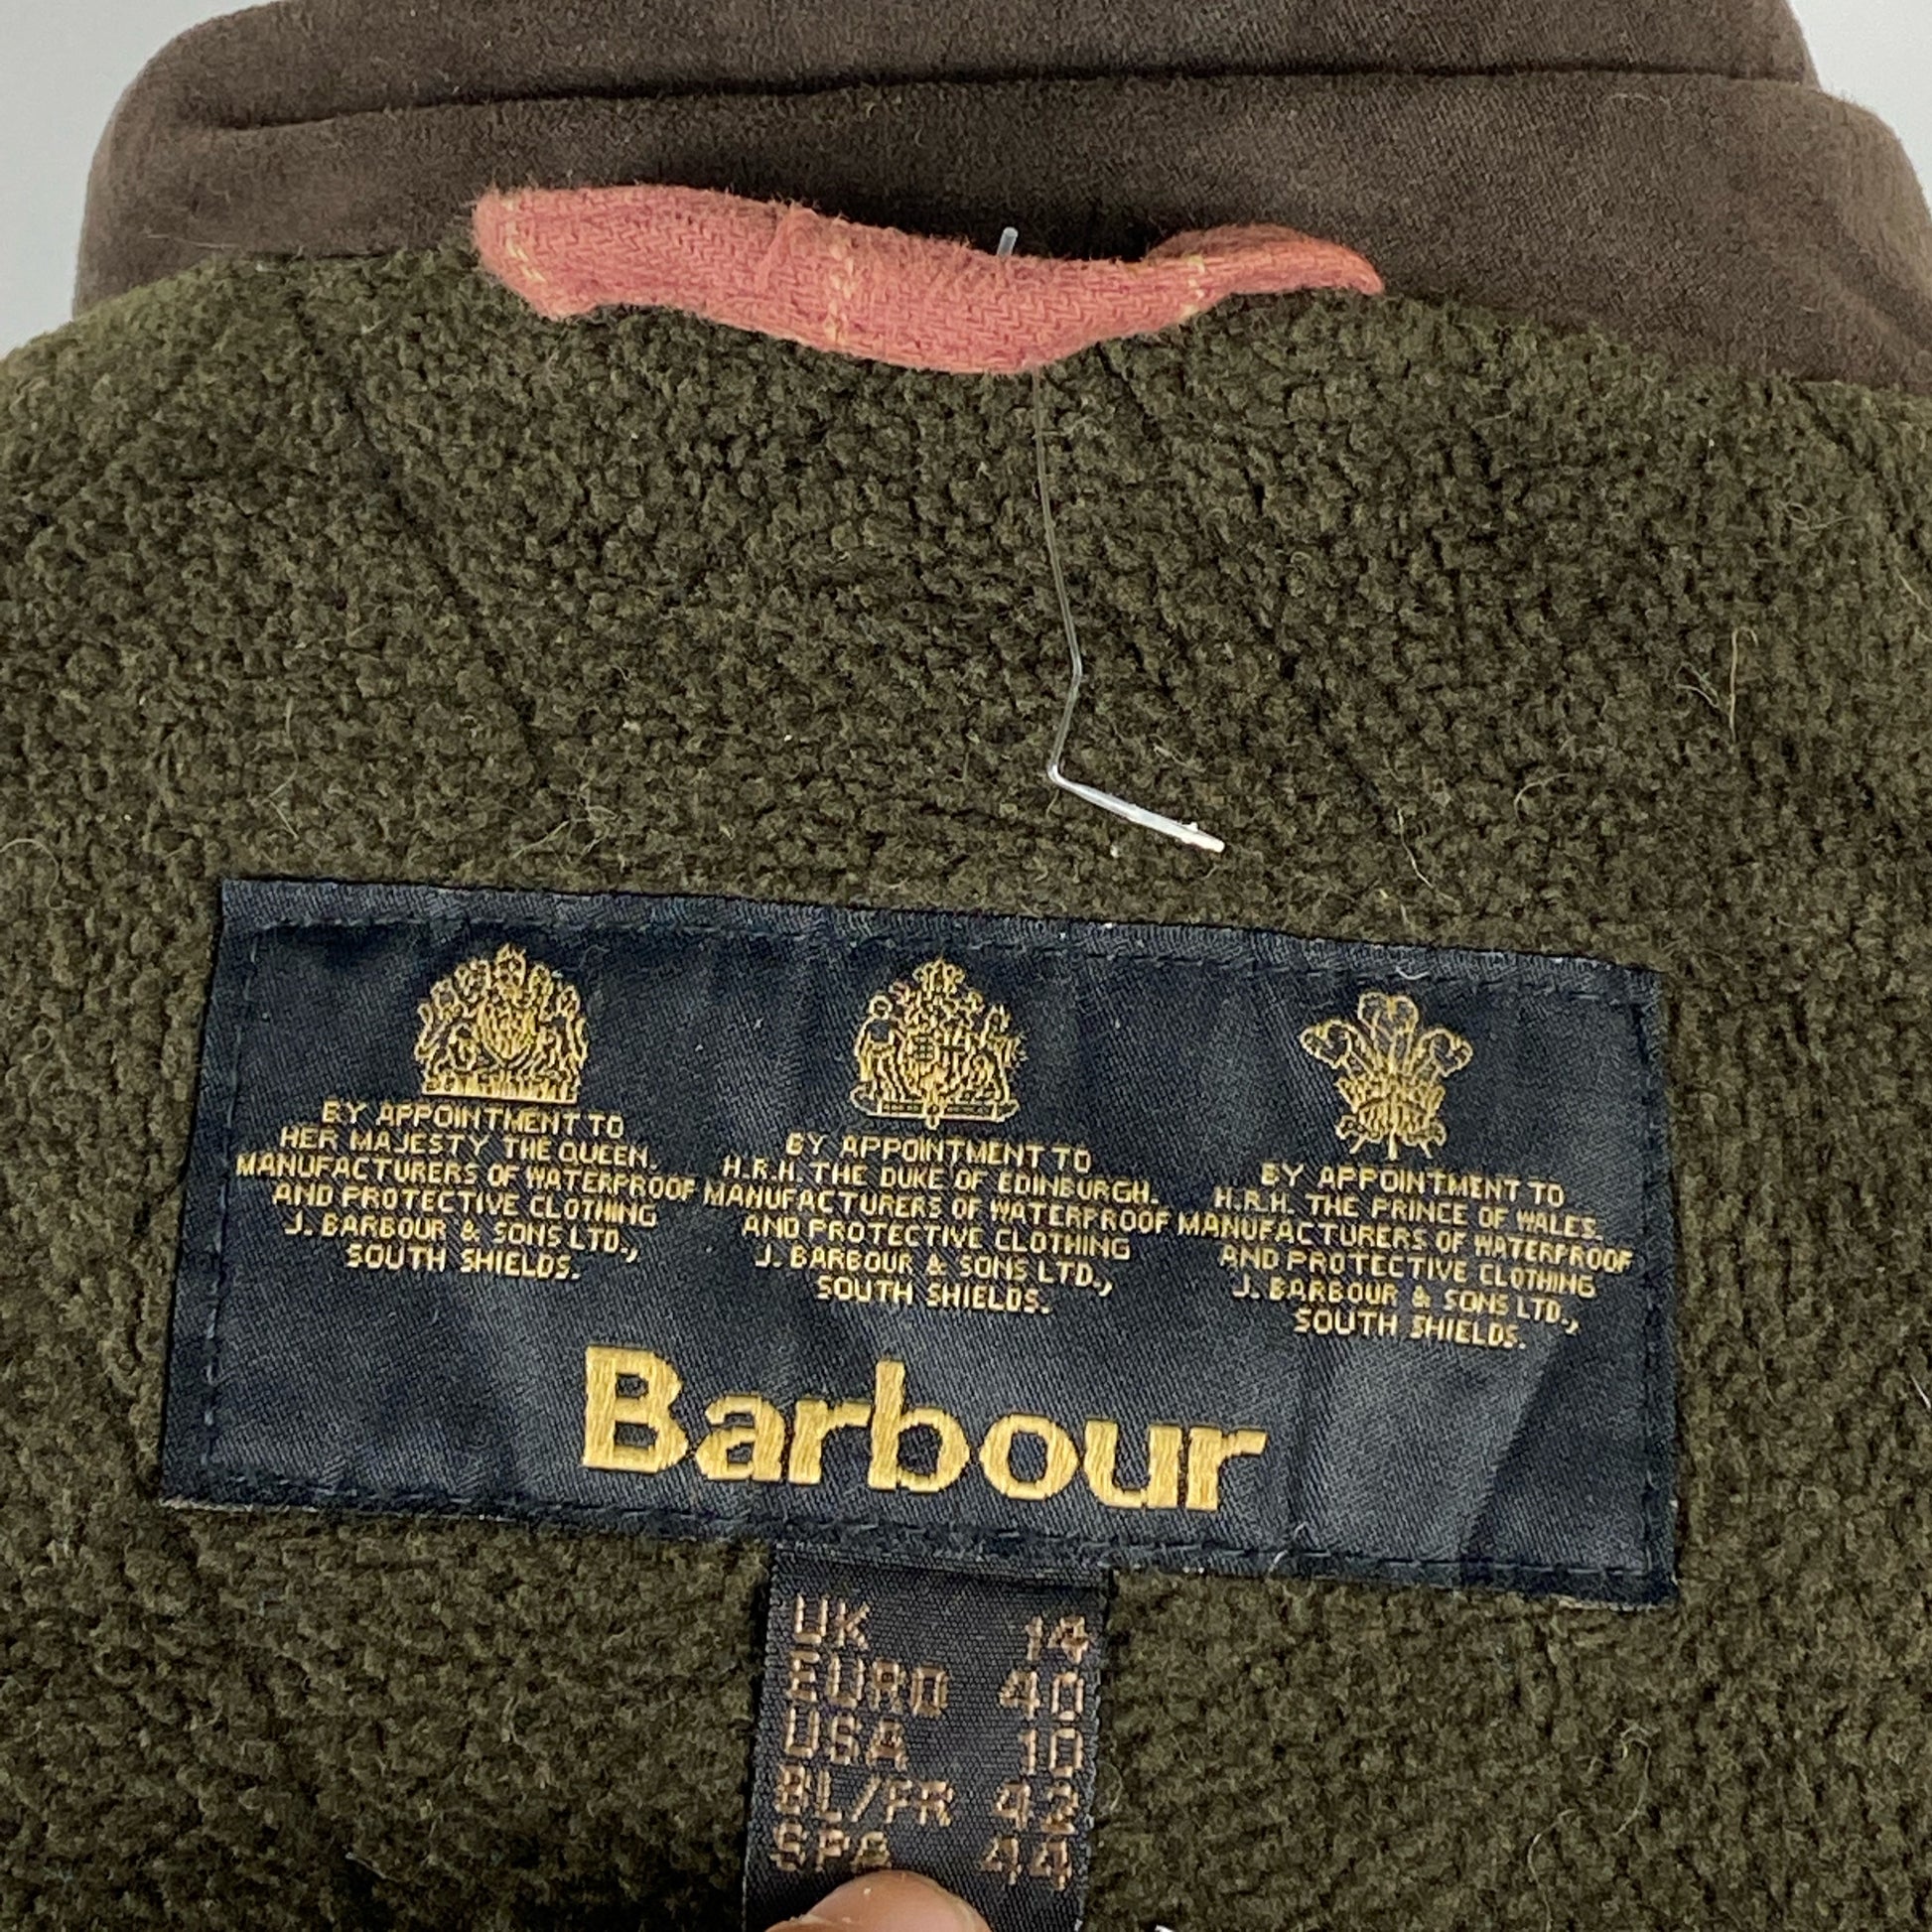 BY APPOINTMENT TO
HER MAJESTY THE QUEEN.
MANUFACTURERS OF WATERPROOF
AND PROTECTIVE CLOTHING
J. BARBOUR & SONS LTD.,
SOUTH SHIELDS.
BY APPOINTMENT TO
H.R.H. THE DUKE OF EDINBURGH.
MANUFACTURERS OF WATERPROOF
AND PROTECTIVE CLOTHING
J. BARBOUR & SONS LTD.,
SOUTH SHIELDS.
BY APPOINTMENT TO
H.R.H. THE PRINCE OF WALES.
MANUFACTURERS OF WATERPROOF
AND PROTECTIVE CLOTHING
J. BARBOUR & SONS LTD.,
SOUTH SHIELDS.
Barbour
UK 14
EURO 40
USA 10
BL/FR 42
SPA 44